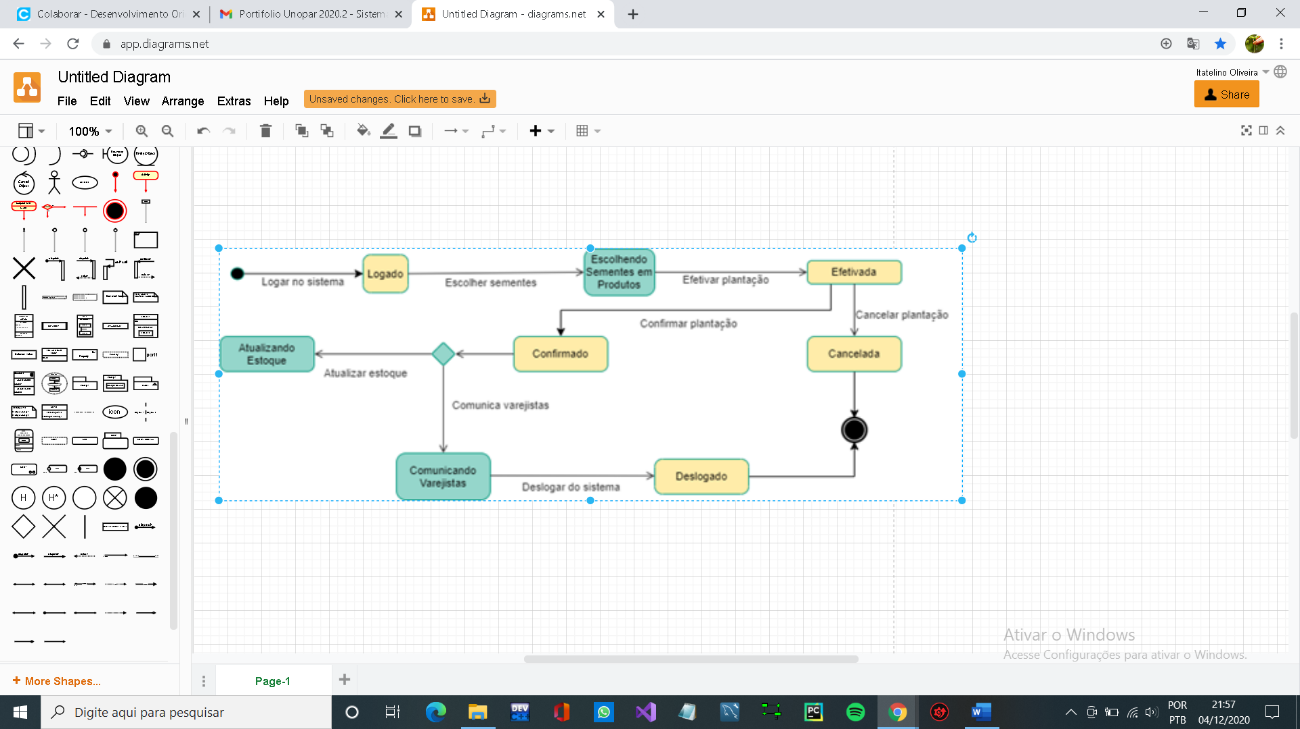 Colaborar - Desenvolvimento Ori
Portifolio Unopar 2020.2 - Sistem
Untitled Diagram - diagrams.net
app.diagrams.net
Untitled Diagram
Itatelino Oliveira
File Edit View Arrange Extras Help
Unsaved changes. Click here to save.
Share
100%
Logado
Logar no sistema
Escolher sementes
Escolhendo
Sementes em
Produtos
Efetivar plantação
Efetivada
Confirmar plantação
Cancelar plantação
Atualizando
Estoque
Atualizar estoque
Confirmado
Cancelada
Comunica varejistas
Comunicando
Varejistas
Deslogar do sistema
Deslogado
H
H*
Icon
Ativar o Windows
Acesse Configurações para ativar o Windows.
+ More Shapes...
Page-1
Digite aqui para pesquisar
DEV
PC
POR
PTB
21:57
04/12/2020